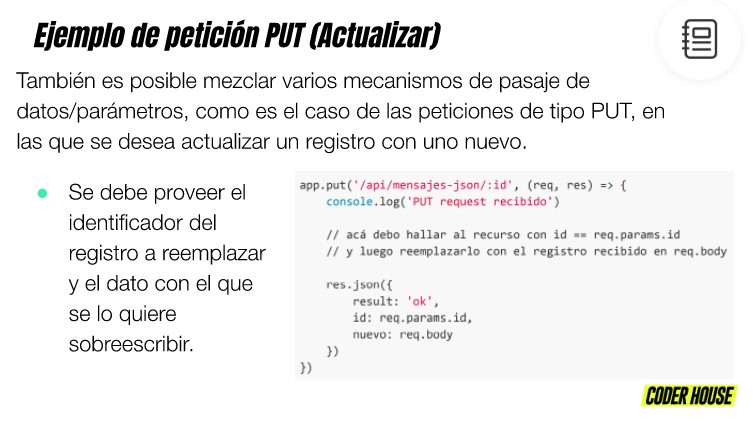 Ejemplo de petición PUT (Actualizar)
También es posible mezclar varios mecanismos de pasaje de
datos/parámetros, como es el caso de las peticiones de tipo PUT, en
las que se desea actualizar un registro con uno nuevo.
Se debe proveer el
identificador del
registro a reemplazar
y el dato con el que
se lo quiere
sobreescribir.
app.put('/api/mensajes-json/:id', (req, res) => {
    console.log('PUT request recibido')
    // acá debo hallar al recurso con id == req.params.id
    // y luego reemplazarlo con el registro recibido en req.body
    res.json({
        result: 'ok',
        id: req.params.id,
        nuevo: req.body
    })
})
CODER HOUSE